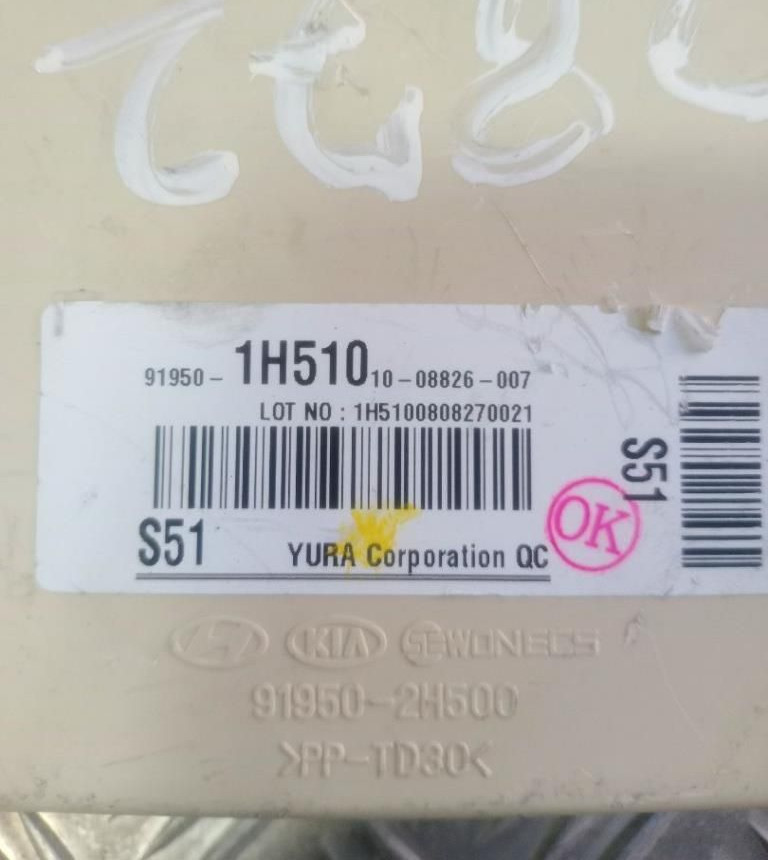 91950- 1H510 10-08826-007
LOT NO : 1H5100808270021
S51
S51
YURA Corporation QC
OK
KIA SEWONECS
91950-2H500
>PP-TD30<